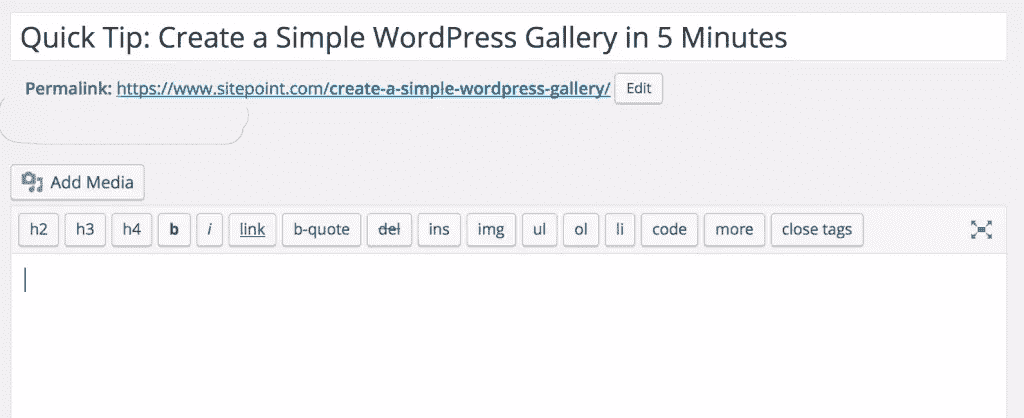 Quick Tip: Create a Simple WordPress Gallery in 5 Minutes
Permalink: https://www.sitepoint.com/create-a-simple-wordpress-gallery/ Edit
Add Media
h2 h3 h4 b i link b-quote del ins img ul ol li code more close tags